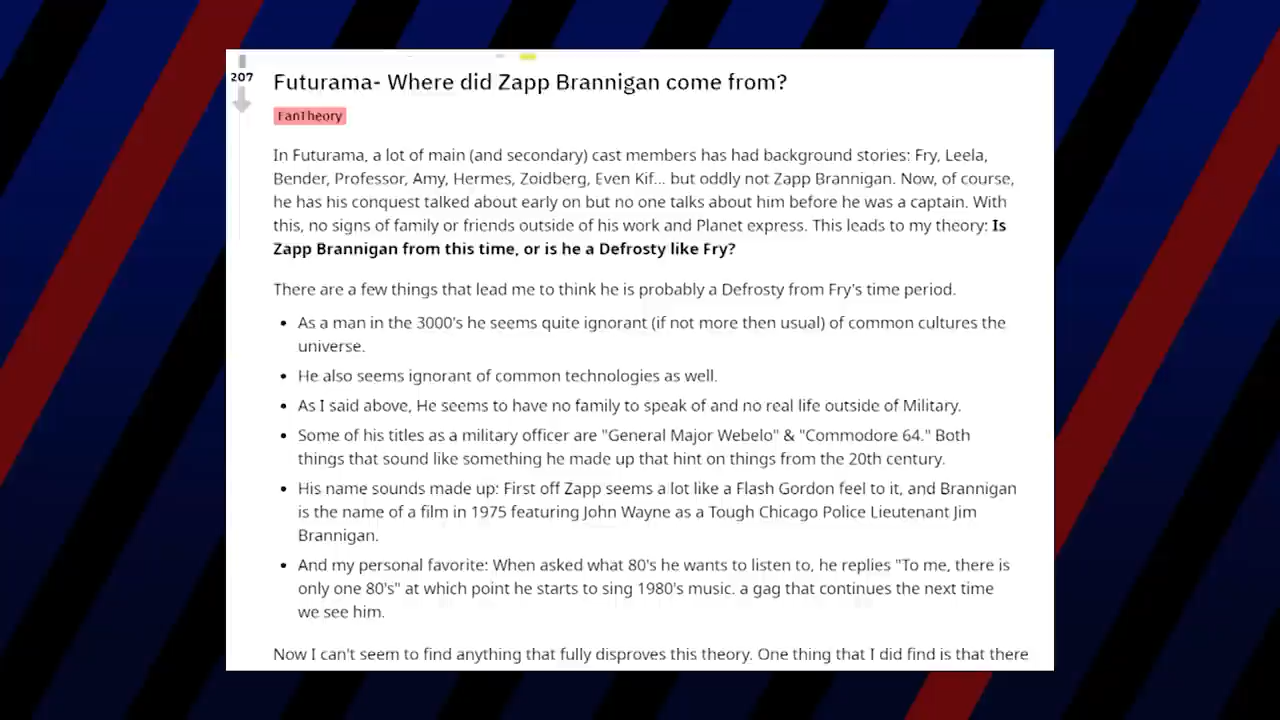 207
Futurama- Where did Zapp Brannigan come from?
FanTheory
In Futurama, a lot of main (and secondary) cast members has had background stories: Fry, Leela,
Bender, Professor, Amy, Hermes, Zoidberg, Even Kif... but oddly not Zapp Brannigan. Now, of course,
he has his conquest talked about early on but no one talks about him before he was a captain. With
this, no signs of family or friends outside of his work and Planet express. This leads to my theory: Is
Zapp Brannigan from this time, or is he a Defrosty like Fry?
There are a few things that lead me to think he is probably a Defrosty from Fry's time period.
• As a man in the 3000's he seems quite ignorant (if not more then usual) of common cultures the
universe.
• He also seems ignorant of common technologies as well.
• As I said above, He seems to have no family to speak of and no real life outside of Military.
• Some of his titles as a military officer are "General Major Webelo" & "Commodore 64." Both
things that sound like something he made up that hint on things from the 20th century.
• His name sounds made up: First off Zapp seems a lot like a Flash Gordon feel to it, and Brannigan
is the name of a film in 1975 featuring John Wayne as a Tough Chicago Police Lieutenant Jim
Brannigan.
• And my personal favorite: When asked what 80's he wants to listen to, he replies "To me, there is
only one 80's" at which point he starts to sing 1980's music. a gag that continues the next time
we see him.
Now I can't seem to find anything that fully disproves this theory. One thing that I did find is that there